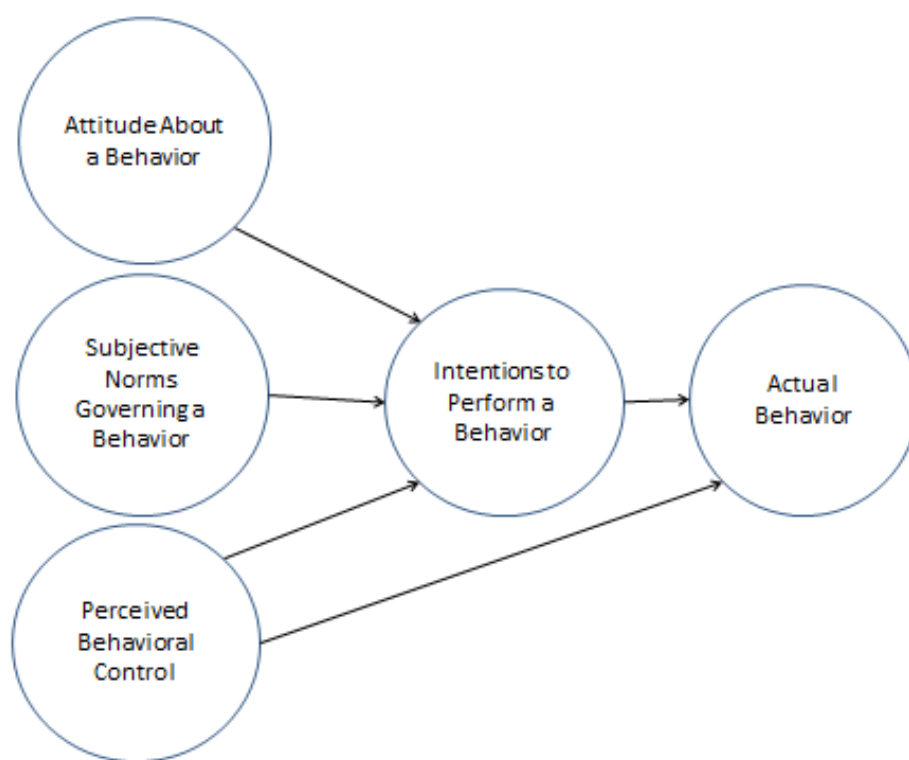 Attitude About
a Behavior
Subjective
Norms
Governing a
Behavior
Perceived
Behavioral
Control
Intentions to
Perform a
Behavior
Actual
Behavior